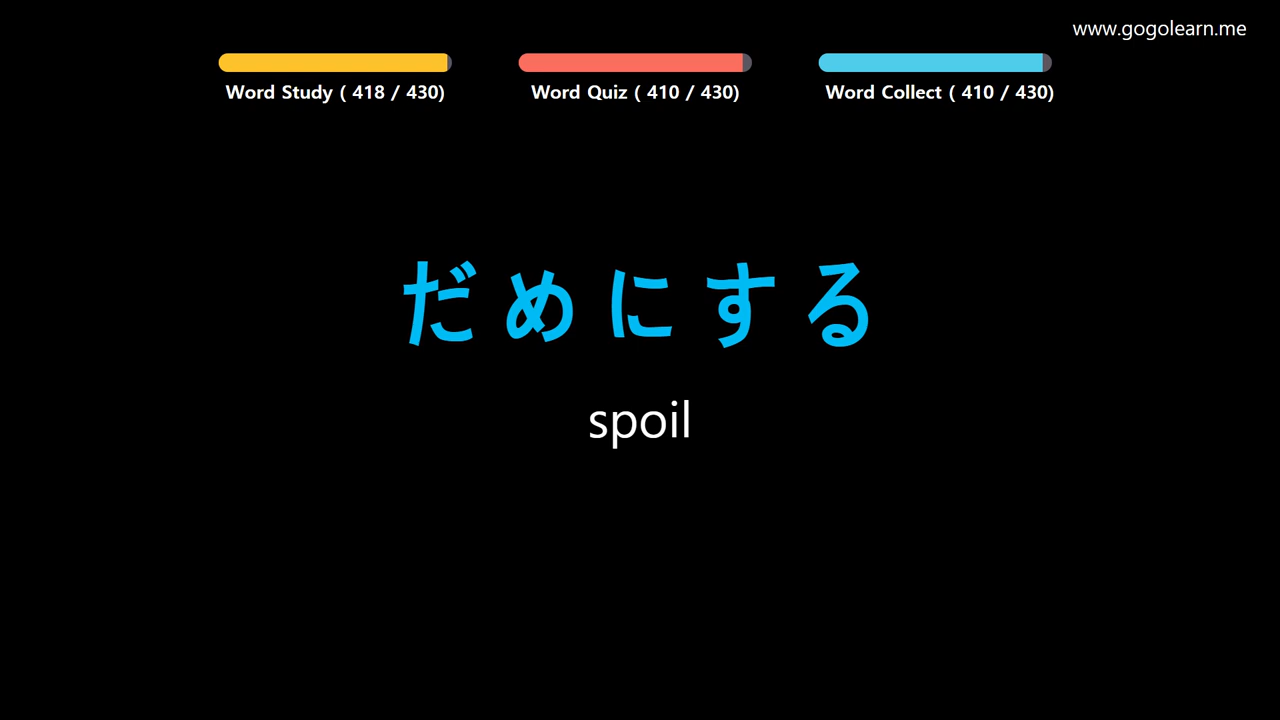 www.gogolearn.me
Word Study ( 418 / 430)
Word Quiz ( 410 / 430)
Word Collect ( 410 / 430)
だめにする
spoil